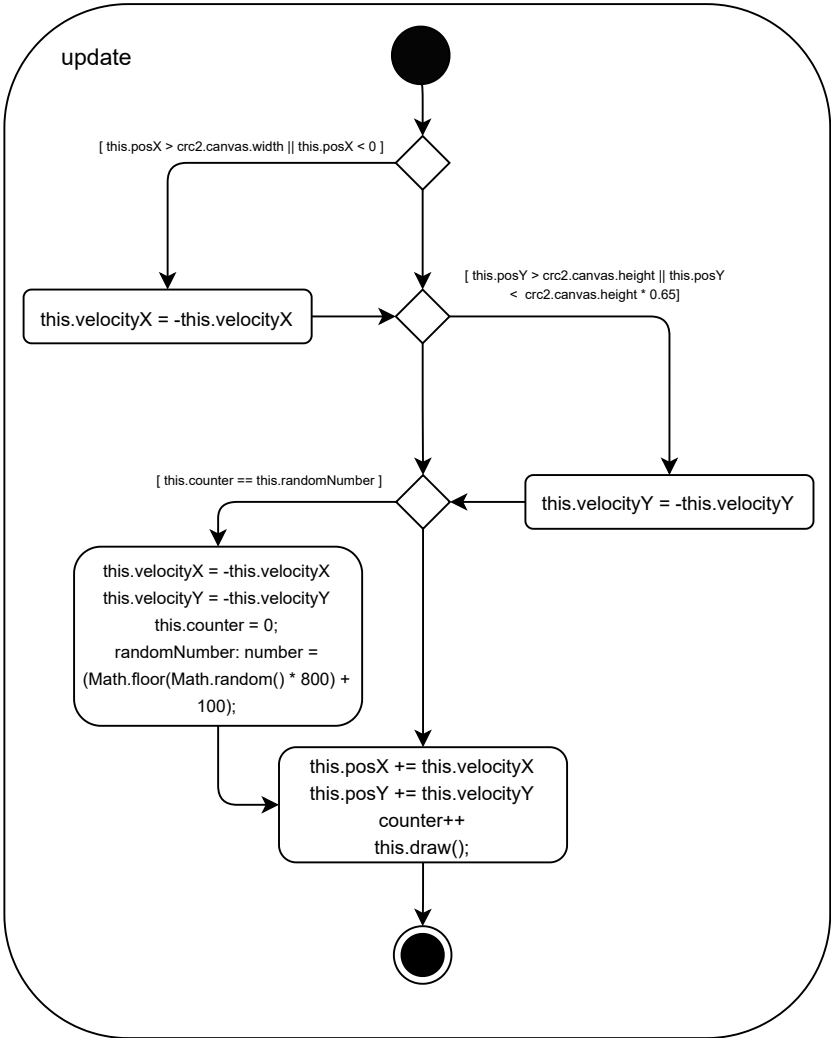 update
[ this.posX > crc2.canvas.width || this.posX < 0 ]
[ this.posY > crc2.canvas.height || this.posY
< crc2.canvas.height * 0.65]
this.velocityX = -this.velocityX
[ this.counter == this.randomNumber ]
this.velocityY = -this.velocityY
this.velocityX = -this.velocityX
this.velocityY = -this.velocityY
this.counter = 0;
randomNumber: number =
(Math.floor(Math.random() * 800) +
100);
this.posX += this.velocityX
this.posY += this.velocityY
counter++
this.draw();